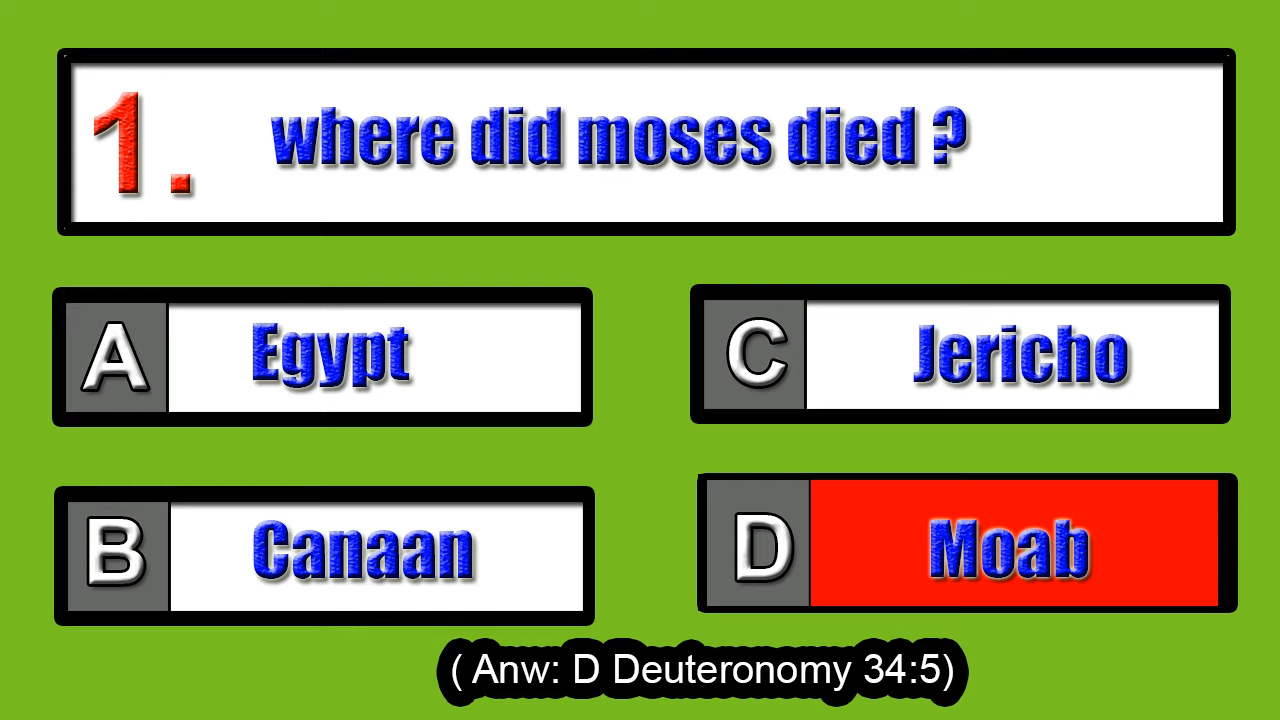 1. where did moses died ?
A Egypt
C Jericho
B Canaan
D Moab
( Anw: D Deuteronomy 34:5)